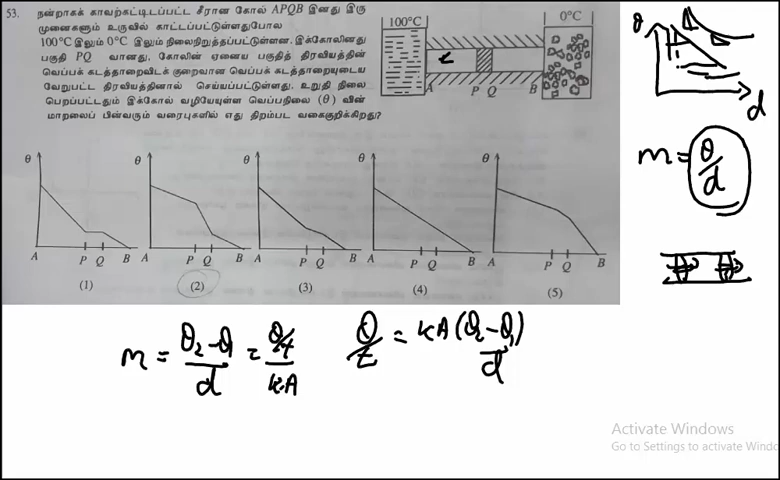 53. நன்றாகக் காவற்கட்டிடப்பட்ட சீரான கோல் APQB இனது இரு
முனைகளும் உருவில் காட்டப்பட்டுள்ளதுபோல
100°C இலும் 0°C இலும் நிலைநிறுத்தப்பட்டுள்ளன. இக்கோலினது
பகுதி PQ வானது, கோலின் ஏனைய பகுதித் திரவியத்தின்
வெப்பக் கடத்தாறைவிடக் குறைவான வெப்பக் கடத்தாறையுடைய
வேறுபட்ட திரவியத்தினால் செய்யப்பட்டுள்ளது. உறுதி நிலை
பெறப்பட்டதும் இக்கோல் வழியேயுள்ள வெப்பநிலை (θ) வின்
மாறலைப் பின்வரும் வரைபுகளில் எது திறம்பட வகைகுறிக்கிறது?
100°C 0°C
A P Q B
θ d
m = θ/d
θ θ θ θ θ
A P Q B A P Q B A P Q B A P Q B A P Q B
(1) (2) (3) (4) (5)
m = θ₂-θ₁/d = Q/t/kA
Q/t = kA(θ₂-θ₁)/d
Activate Windows
Go to Settings to activate Windo